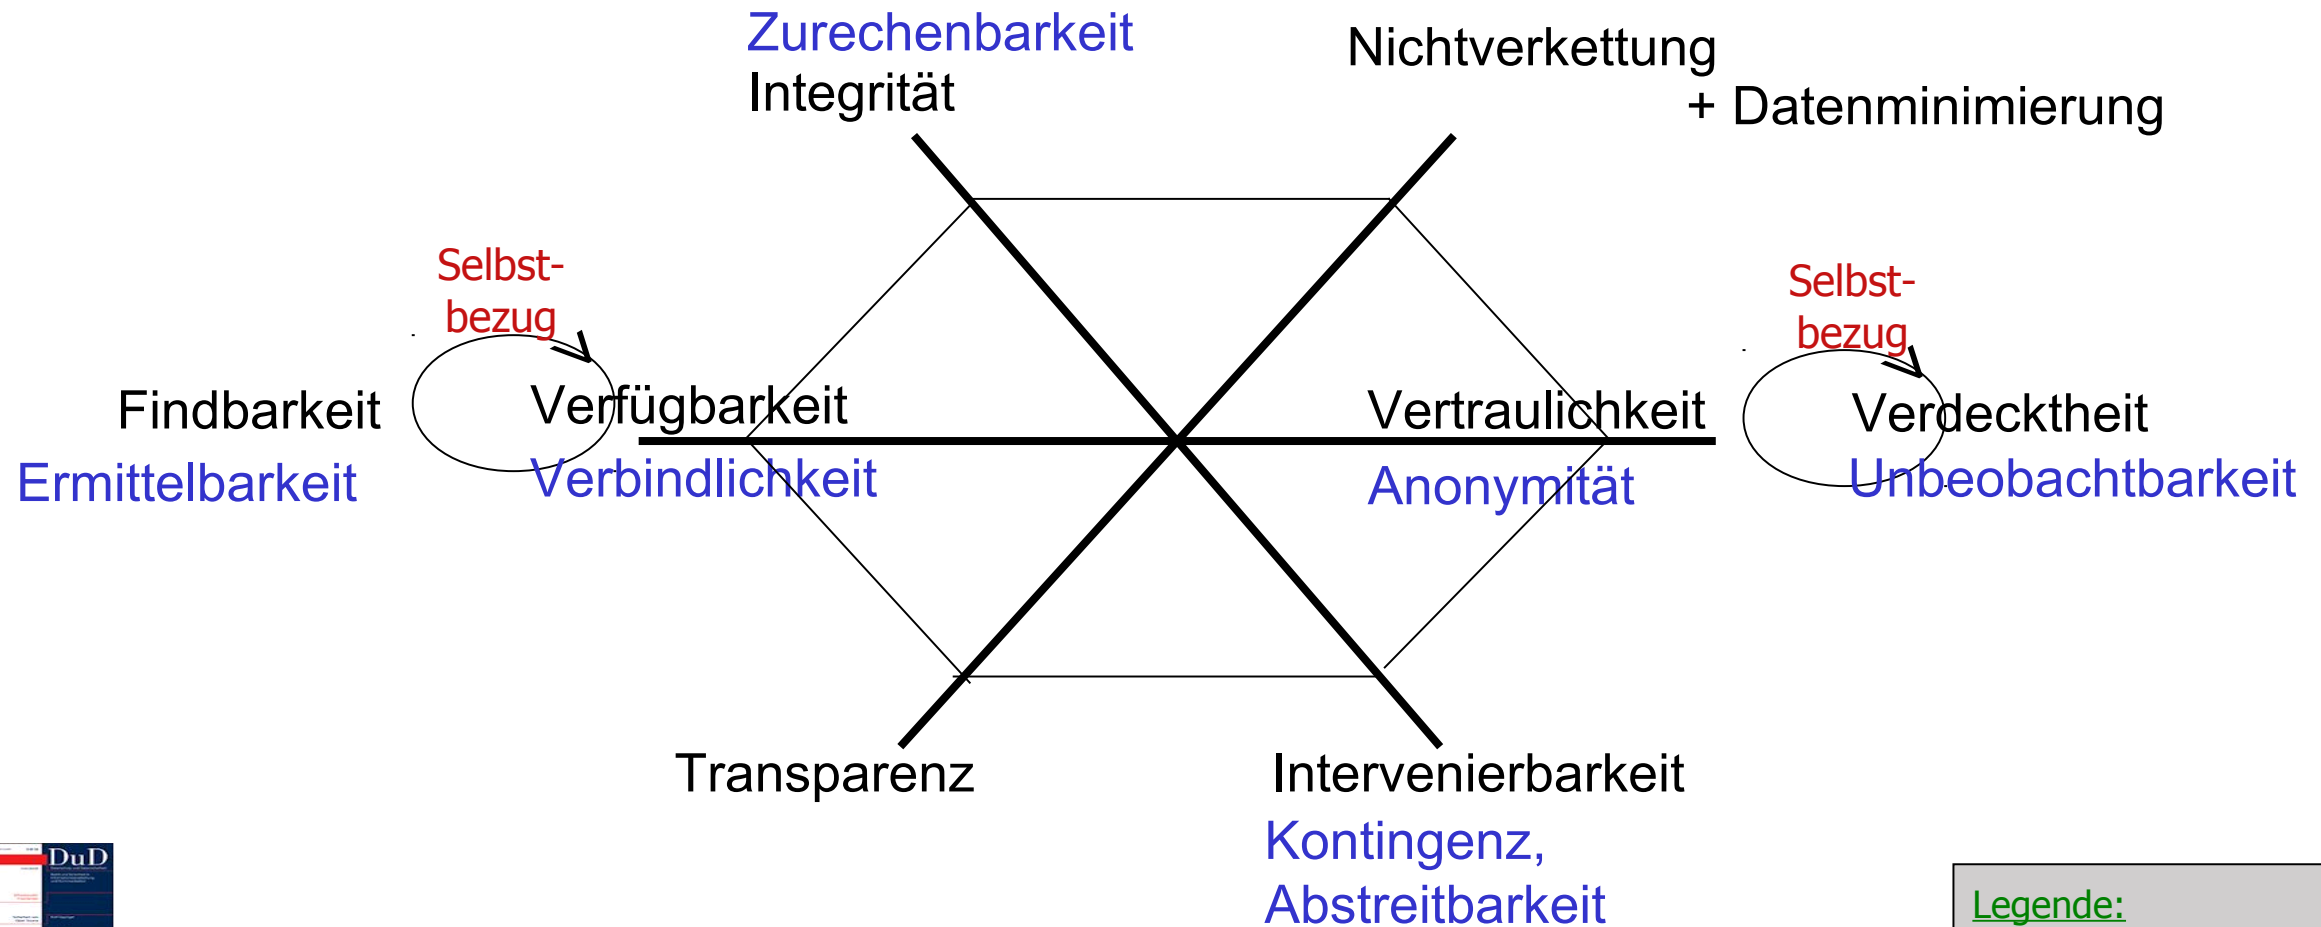 Zurechenbarkeit
Integrität
Nichtverkettung
+ Datenminimierung
Selbst-
bezug
Selbst-
bezug
Findbarkeit
Verfügbarkeit
Vertraulichkeit
Verdecktheit
Ermittelbarkeit
Verbindlichkeit
Anonymität
Unbeobachtbarkeit
Transparenz
Intervenierbarkeit
Kontingenz,
Abstreitbarkeit
DuD
Legende: